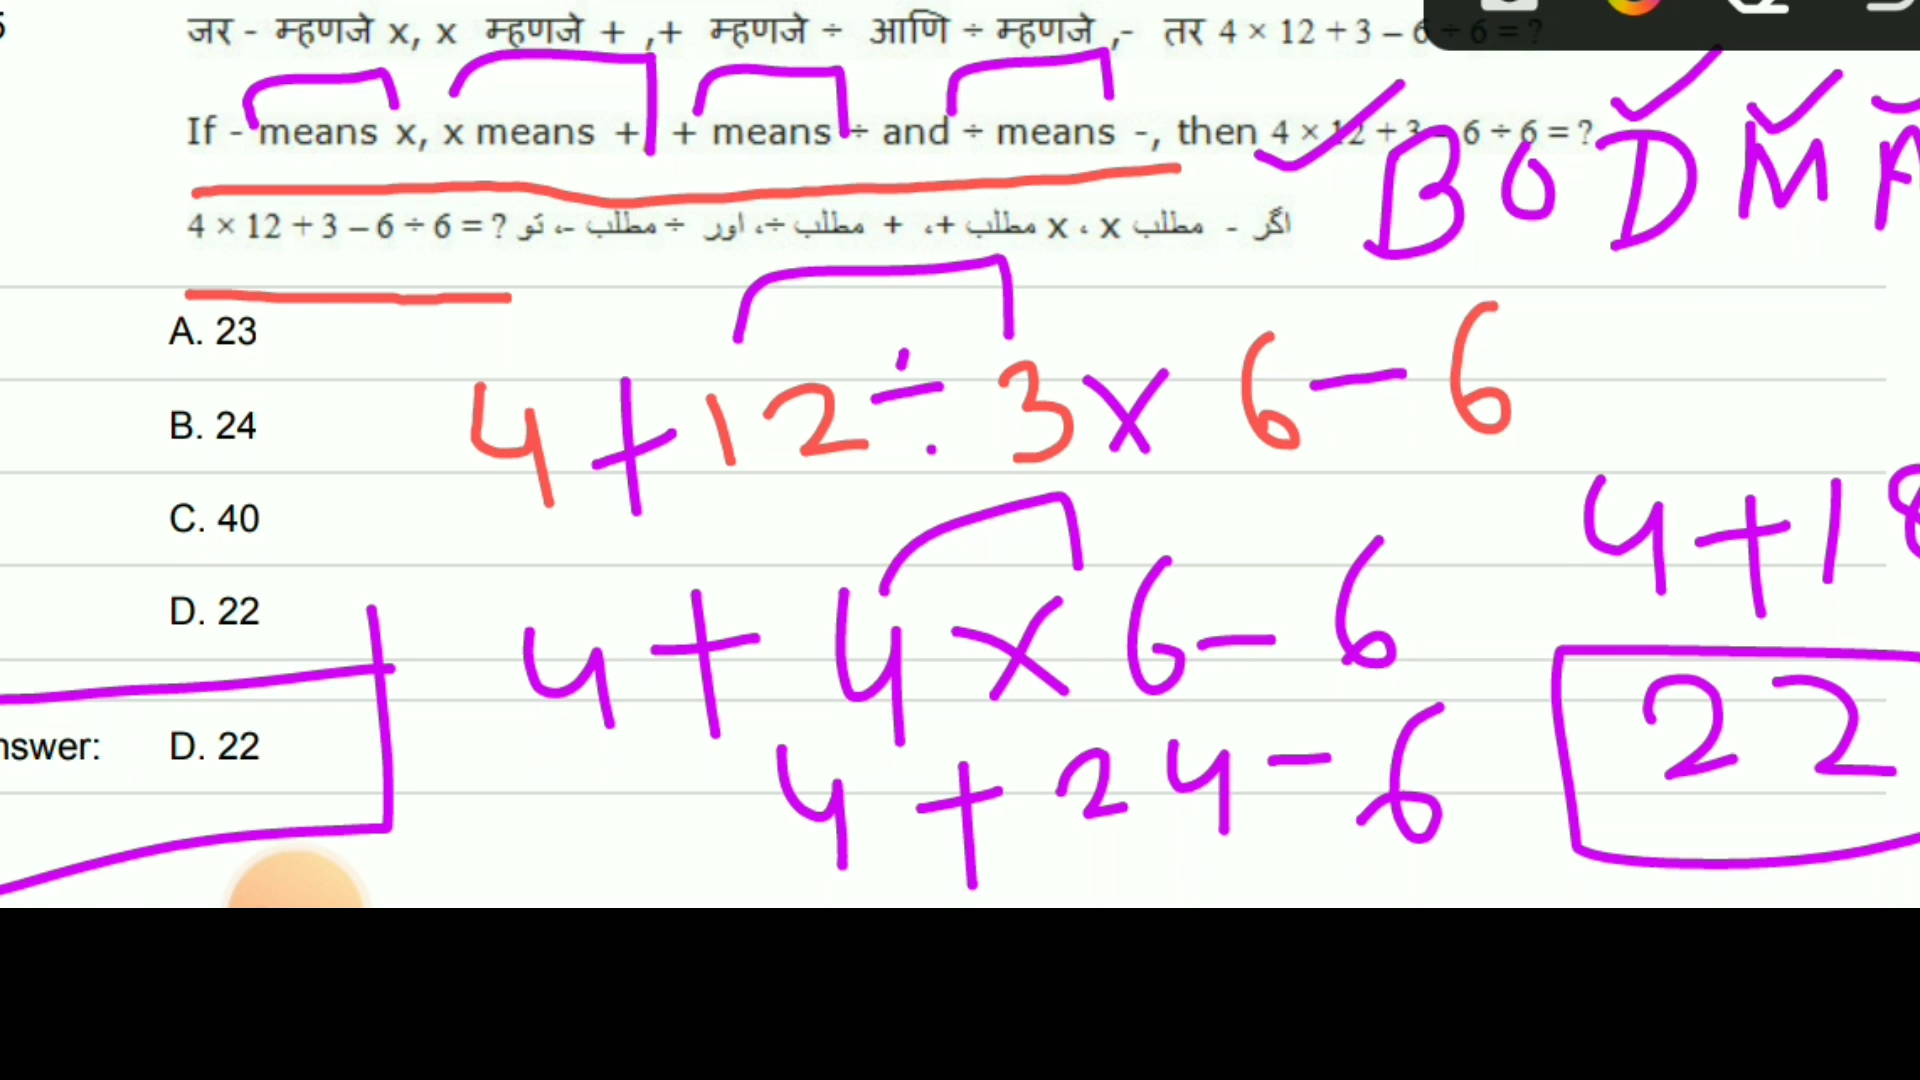 5
जर - म्हणजे x, x म्हणजे + ,+ म्हणजे ÷ आणि ÷ म्हणजे ,- तर 4 × 12 + 3 – 6 ÷ 6 = ?
If - means x, x means +, + means ÷ and ÷ means -, then 4 × 12 + 3 – 6 ÷ 6 = ?
B O D M A
اگر - مطلب x ، x مطلب +، + مطلب ÷، اور ÷ مطلب -، تو ? = 4 × 12 + 3 – 6 ÷ 6
A. 23
4 + 12 ÷ 3 x 6 - 6
B. 24
C. 40
4 + 18
D. 22
4 + 4 x 6 - 6
22
nswer: D. 22
4 + 24 - 6